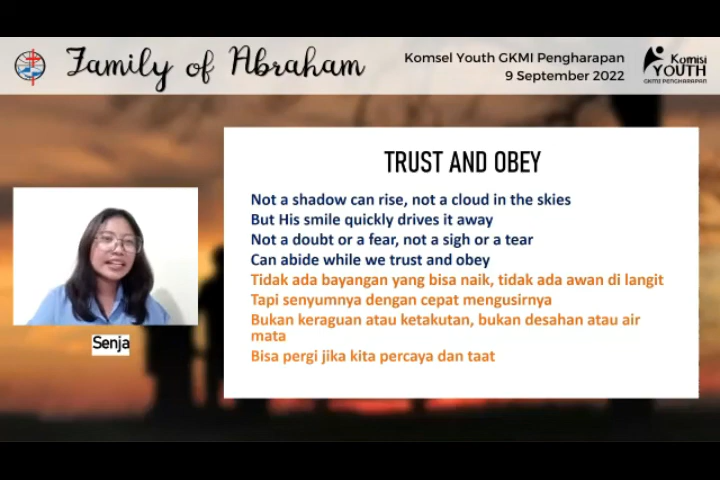 Family of Abraham
Komsel Youth GKMI Pengharapan
9 September 2022
Komisi
YOUTH
GKMI PENGHARAPAN
TRUST AND OBEY
Not a shadow can rise, not a cloud in the skies
But His smile quickly drives it away
Not a doubt or a fear, not a sigh or a tear
Can abide while we trust and obey
Tidak ada bayangan yang bisa naik, tidak ada awan di langit
Tapi senyumnya dengan cepat mengusirnya
Bukan keraguan atau ketakutan, bukan desahan atau air
mata
Bisa pergi jika kita percaya dan taat
Senja